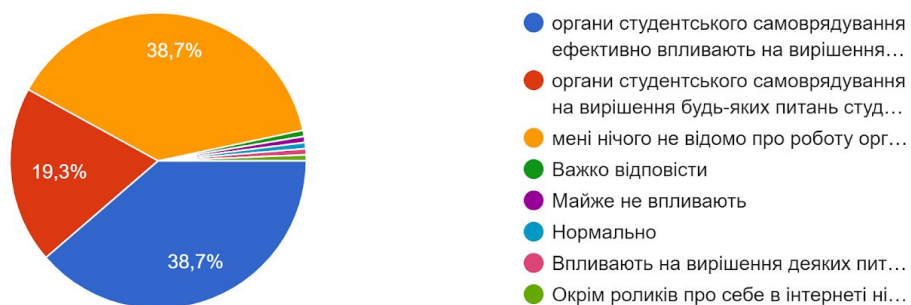 38,7%
19,3%
38,7%
органи студентського самоврядування
ефективно впливають на вирішення…
органи студентського самоврядування
на вирішення будь-яких питань студ…
мені нічого не відомо про роботу орг…
Важко відповісти
Майже не впливають
Нормально
Впливають на вирішення деяких пит…
Окрім роликів про себе в інтернеті ні…